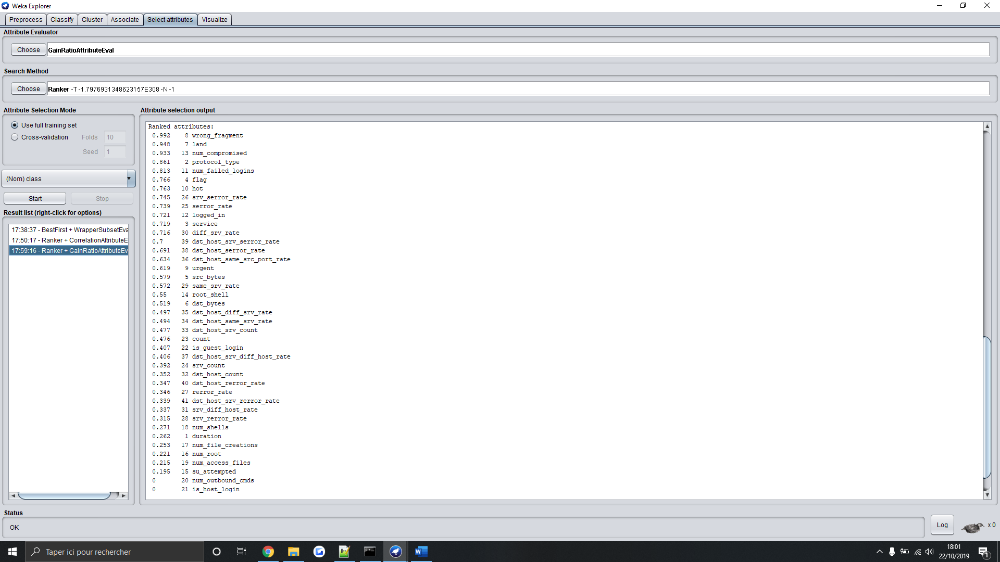 Weka Explorer
Preprocess Classify Cluster Associate Select attributes Visualize
Attribute Evaluator
Choose GainRatioAttributeEval
Search Method
Choose Ranker -T -1.7976931348623157E308 -N -1
Attribute Selection Mode
Use full training set
Cross-validation Folds 10
Seed 1
(Nom) class
Start Stop
Result list (right-click for options)
17:38:37 - BestFirst + WrapperSubsetEva
17:50:17 - Ranker + CorrelationAttributeE
17:59:16 - Ranker + GainRatioAttributeEv
Attribute selection output
Ranked attributes:
0.992 8 wrong_fragment
0.948 7 land
0.933 13 num_compromised
0.861 2 protocol_type
0.813 11 num_failed_logins
0.766 4 flag
0.763 10 hot
0.745 26 srv_serror_rate
0.739 25 serror_rate
0.721 12 logged_in
0.719 3 service
0.716 30 diff_srv_rate
0.7 39 dst_host_srv_serror_rate
0.691 38 dst_host_serror_rate
0.634 36 dst_host_same_src_port_rate
0.619 9 urgent
0.579 5 src_bytes
0.572 29 same_srv_rate
0.55 14 root_shell
0.519 6 dst_bytes
0.497 35 dst_host_diff_srv_rate
0.494 34 dst_host_same_srv_rate
0.477 33 dst_host_srv_count
0.476 23 count
0.407 22 is_guest_login
0.406 37 dst_host_srv_diff_host_rate
0.392 24 srv_count
0.352 32 dst_host_count
0.347 40 dst_host_rerror_rate
0.346 27 rerror_rate
0.339 41 dst_host_srv_rerror_rate
0.337 31 srv_diff_host_rate
0.315 28 srv_rerror_rate
0.271 18 num_shells
0.262 1 duration
0.253 17 num_file_creations
0.221 16 num_root
0.215 19 num_access_files
0.195 15 su_attempted
0 20 num_outbound_cmds
0 21 is_host_login
Status
OK
Log x 0
Taper ici pour rechercher
18:01
22/10/2019
1